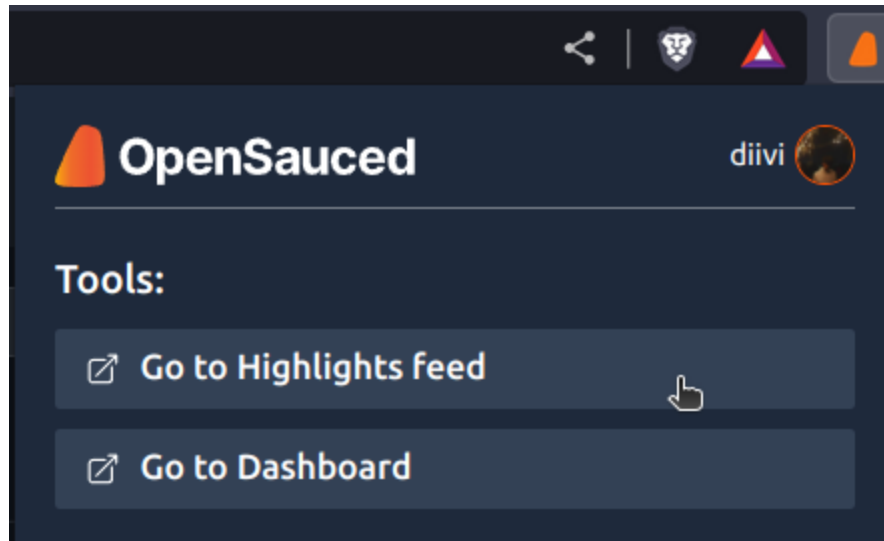 OpenSauced
diivi
Tools:
Go to Highlights feed
Go to Dashboard